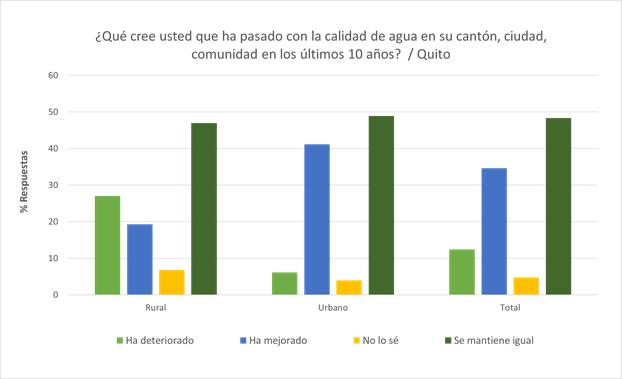 ¿Qué cree usted que ha pasado con la calidad de agua en su cantón, ciudad,
comunidad en los últimos 10 años?  / Quito
60
50
40
30
20
10
0
% Respuestas
Rural
Urbano
Total
Ha deteriorado
Ha mejorado
No lo sé
Se mantiene igual